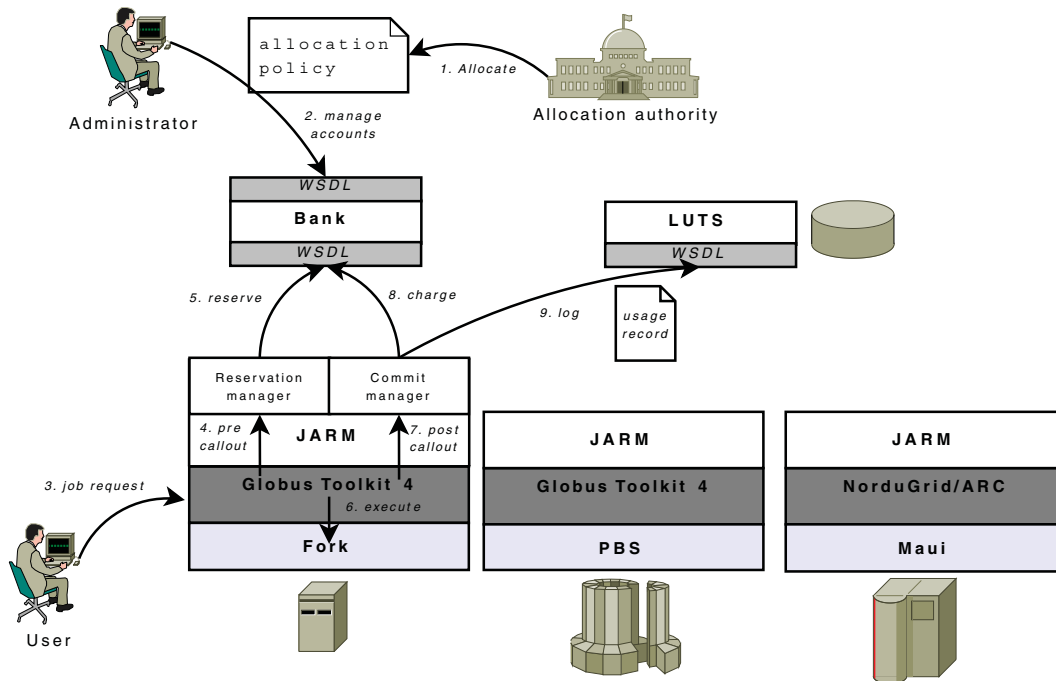 allocation
policy
1. Allocate
Administrator
Allocation authority
2. manage
accounts
WSDL
Bank
WSDL
LUTS
WSDL
5. reserve
8. charge
9. log
usage
record
Reservation
manager
Commit
manager
4. pre
callout
JARM
7. post
callout
JARM
JARM
3. job request
Globus Toolkit 4
6. execute
Globus Toolkit 4
NorduGrid/ARC
Fork
PBS
Maui
User